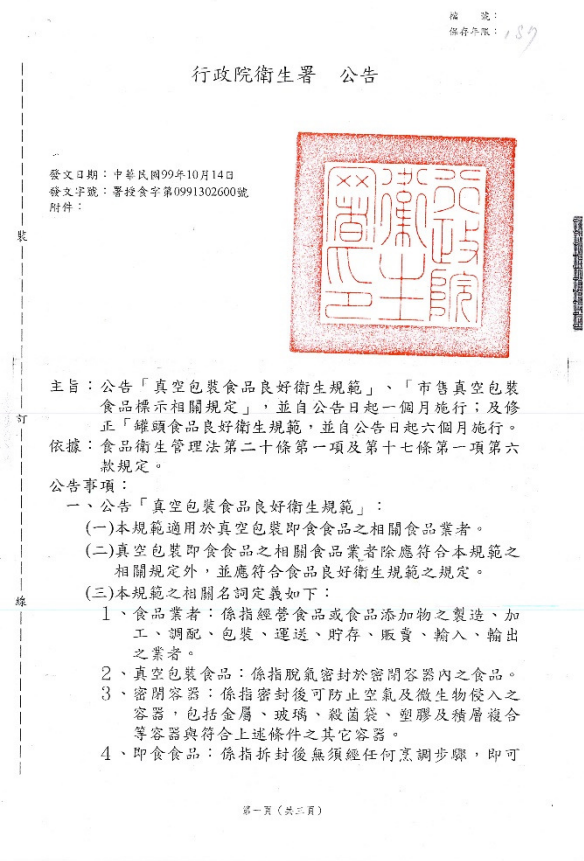 檔　　號：
保存年限：
187
行政院衛生署　公告
發文日期：中華民國99年10月14日
發文字號：署授食字第0991302600號
附件：
行政院
衛生
署印
裝
訂
線
主旨：公告「真空包裝食品良好衛生規範」、「市售真空包裝
食品標示相關規定」，並自公告日起一個月施行；及修
正「罐頭食品良好衛生規範，並自公告日起六個月施行。
依據：食品衛生管理法第二十條第一項及第十七條第一項第六
款規定。
公告事項：
一、公告「真空包裝食品良好衛生規範」：
(一)本規範適用於真空包裝即食食品之相關食品業者。
(二)真空包裝即食食品之相關食品業者除應符合本規範之
相關規定外，並應符合食品良好衛生規範之規定。
(三)本規範之相關名詞定義如下：
１、食品業者：係指經營食品或食品添加物之製造、加
工、調配、包裝、運送、貯存、販賣、輸入、輸出
之業者。
２、真空包裝食品：係指脫氣密封於密閉容器內之食品。
３、密閉容器：係指密封後可防止空氣及微生物侵入之
容器，包括金屬、玻璃、殺菌袋、塑膠及積層複合
等容器與符合上述條件之其它容器。
４、即食食品：係指拆封後無須經任何烹調步驟，即可
第一頁（共三頁）